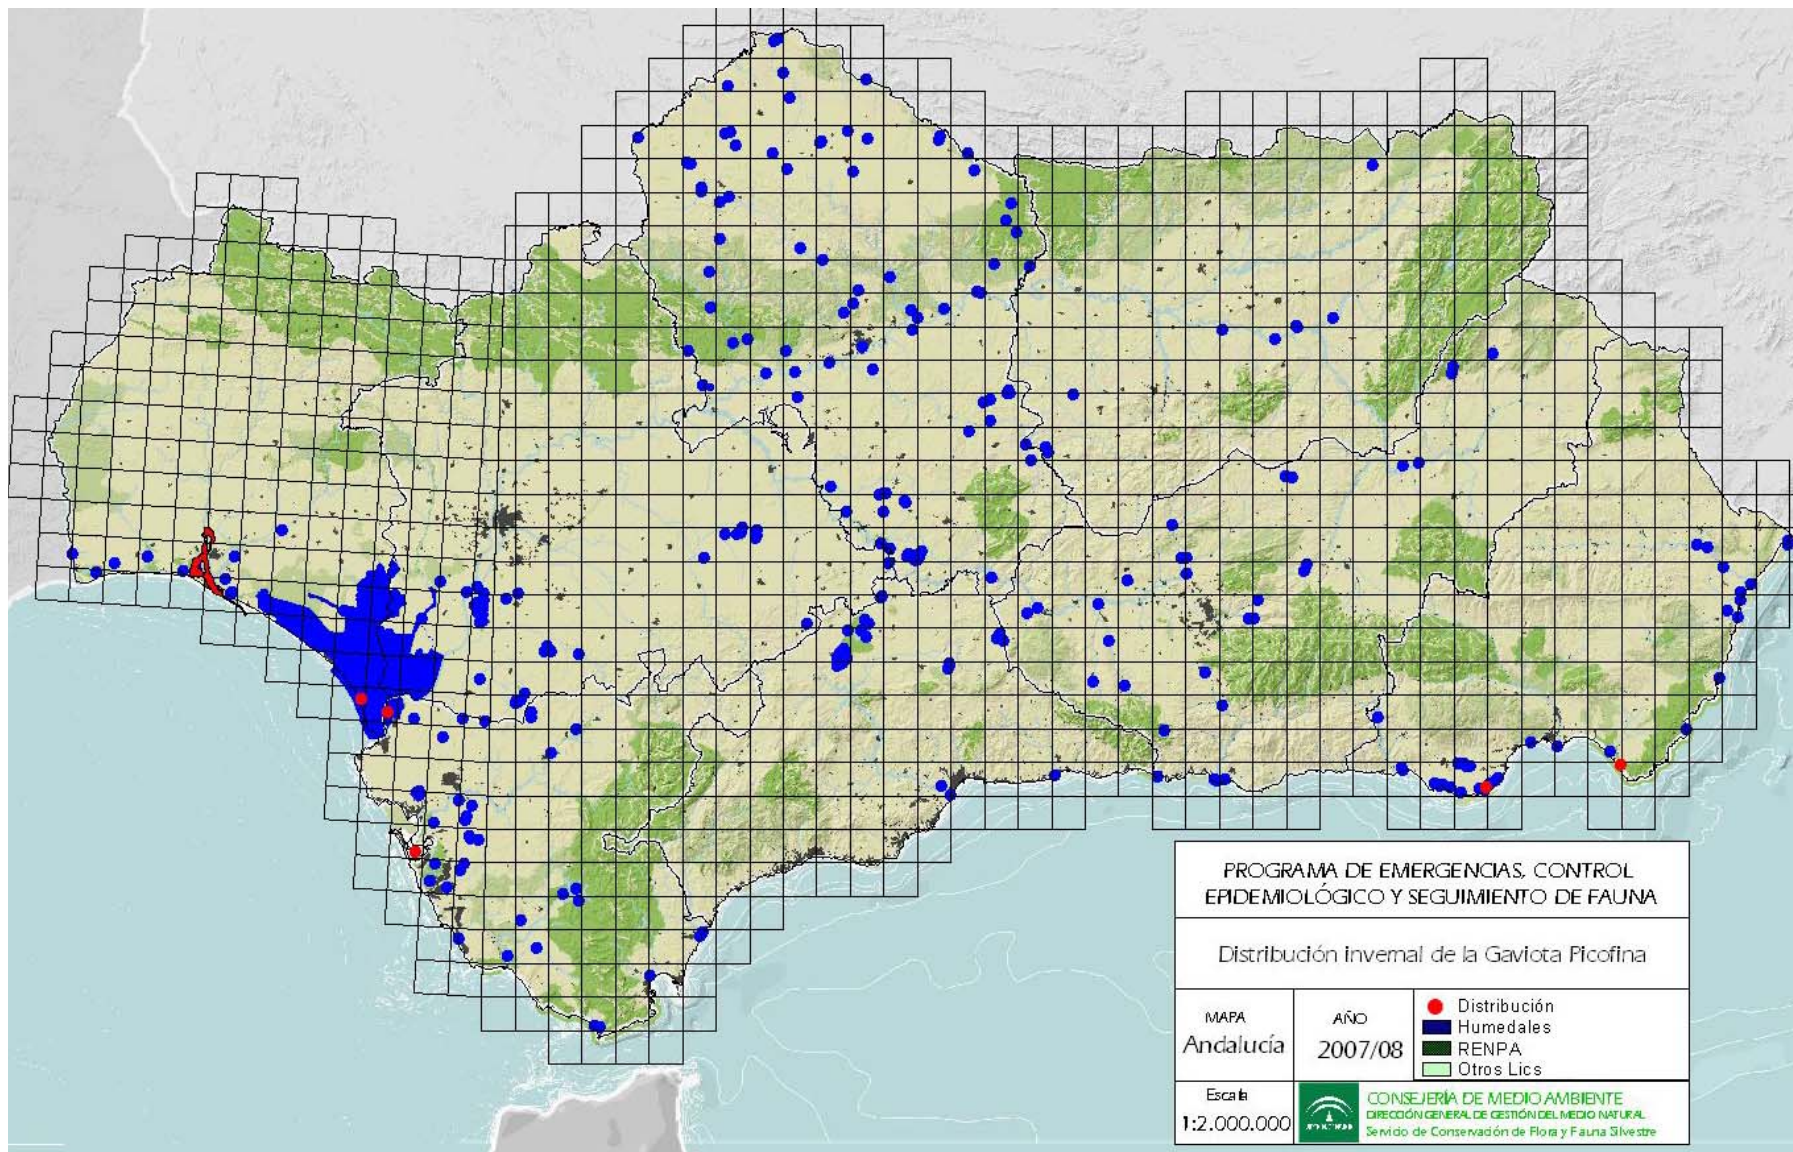 PROGRAMA DE EMERGENCIAS, CONTROL
EPIDEMIOLÓGICO Y SEGUIMIENTO DE FAUNA
Distribución invernal de la Gaviota Picofina
MAPA
Andalucía
AÑO
2007/08
Distribución
Humedales
RENPA
Otros Lics
Escala
1:2.000.000
CONSEJERÍA DE MEDIO AMBIENTE
DIRECCIÓN GENERAL DE GESTIÓN DEL MEDIO NATURAL
Servicio de Conservación de Flora y Fauna Silvestre